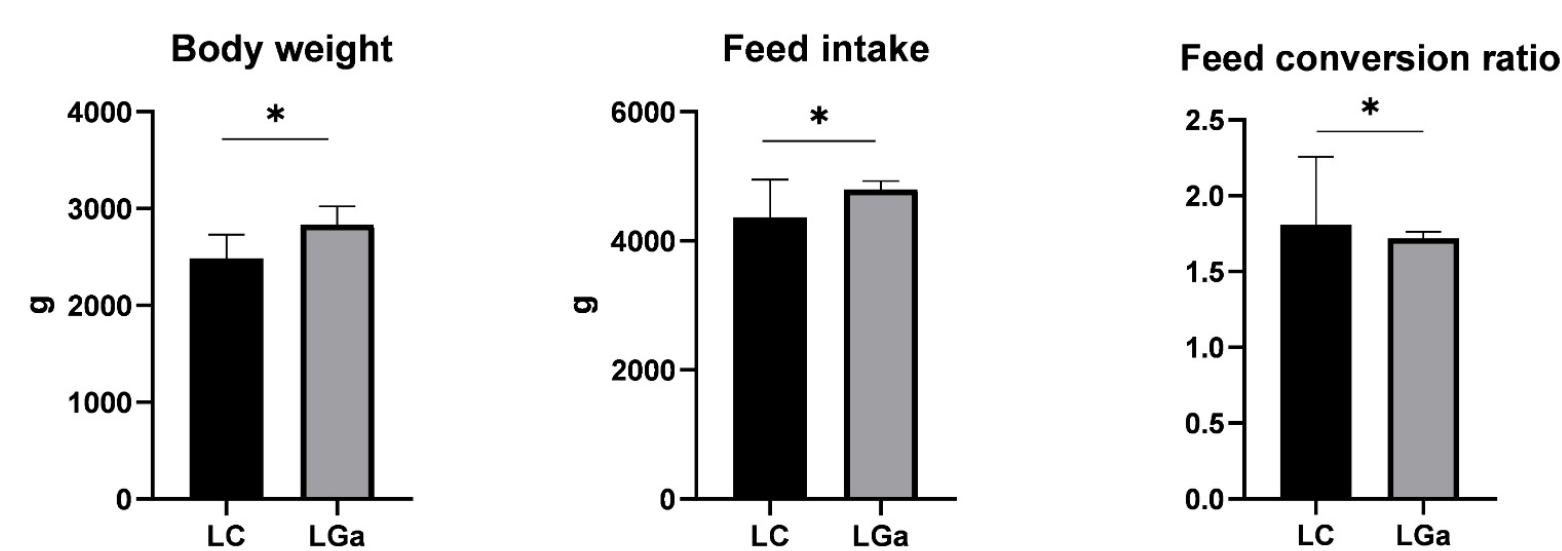 Body weight
*
4000
3000
2000
1000
0
g
LC LGa
Feed intake
*
6000
4000
2000
0
g
LC LGa
Feed conversion ratio
*
2.5
2.0
1.5
1.0
0.5
0.0
LC LGa